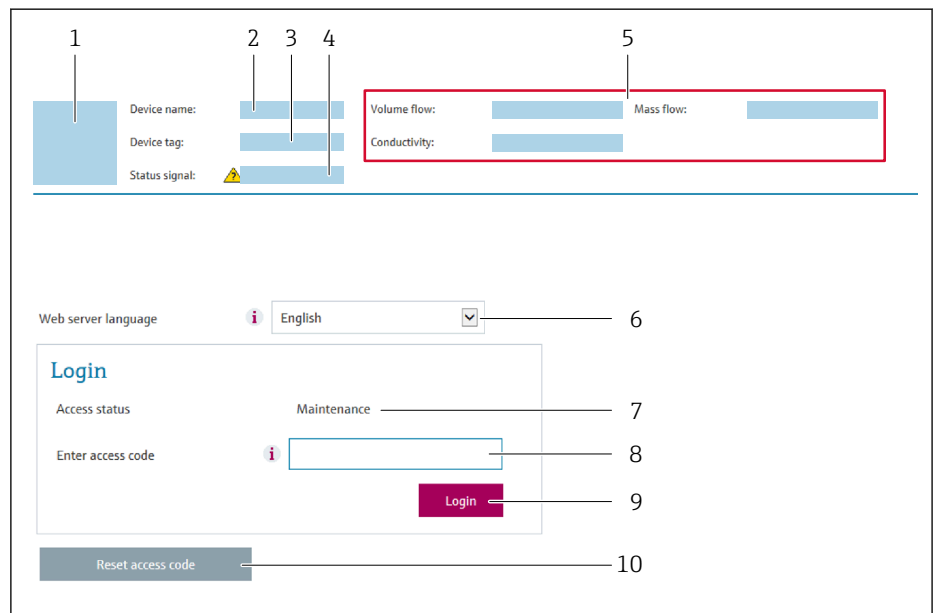 1 2 3 4 5
Device name: Volume flow: Mass flow:
Device tag: Conductivity:
Status signal: ?
Web server language i English 6
Login
Access status Maintenance 7
Enter access code i 8
Login 9
Reset access code 10